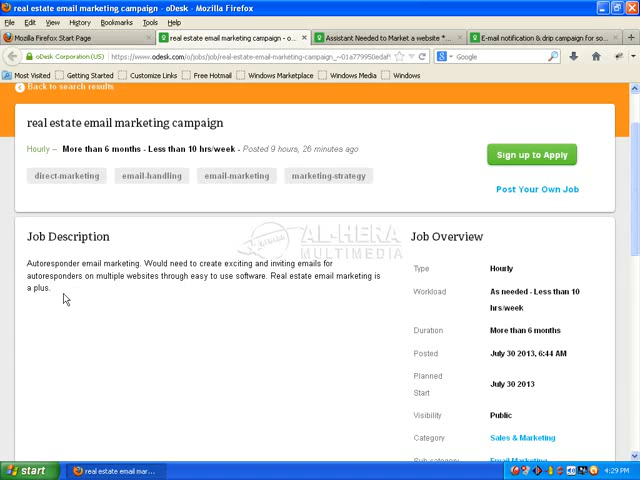 real estate email marketing campaign - oDesk - Mozilla Firefox
File Edit View History Bookmarks Tools Help
Mozilla Firefox Start Page
real estate email marketing campaign - o...
Assistant Needed to Market a website *...
E-mail notification & drip campaign for so...
oDesk Corporation (US)
https://www.odesk.com/o/jobs/job/real-estate-email-marketing-campaign_~01a779950edaf
Google
Most Visited Getting Started Customize Links Free Hotmail Windows Marketplace Windows Media Windows
Back to search results
real estate email marketing campaign
Hourly – More than 6 months - Less than 10 hrs/week - Posted 9 hours, 26 minutes ago
Sign up to Apply
direct-marketing email-handling email-marketing marketing-strategy
Post Your Own Job
Job Description
Autoresponder email marketing. Would need to create exciting and inviting emails for
autoresponders on multiple websites through easy to use software. Real estate email marketing is
a plus.
AL-HERA
MULTIMEDIA
Job Overview
Type Hourly
Workload As needed - Less than 10
hrs/week
Duration More than 6 months
Posted July 30 2013, 6:44 AM
Planned
Start July 30 2013
Visibility Public
Category Sales & Marketing
Sub-category Email Marketing
start
real estate email mar...
4:29 PM